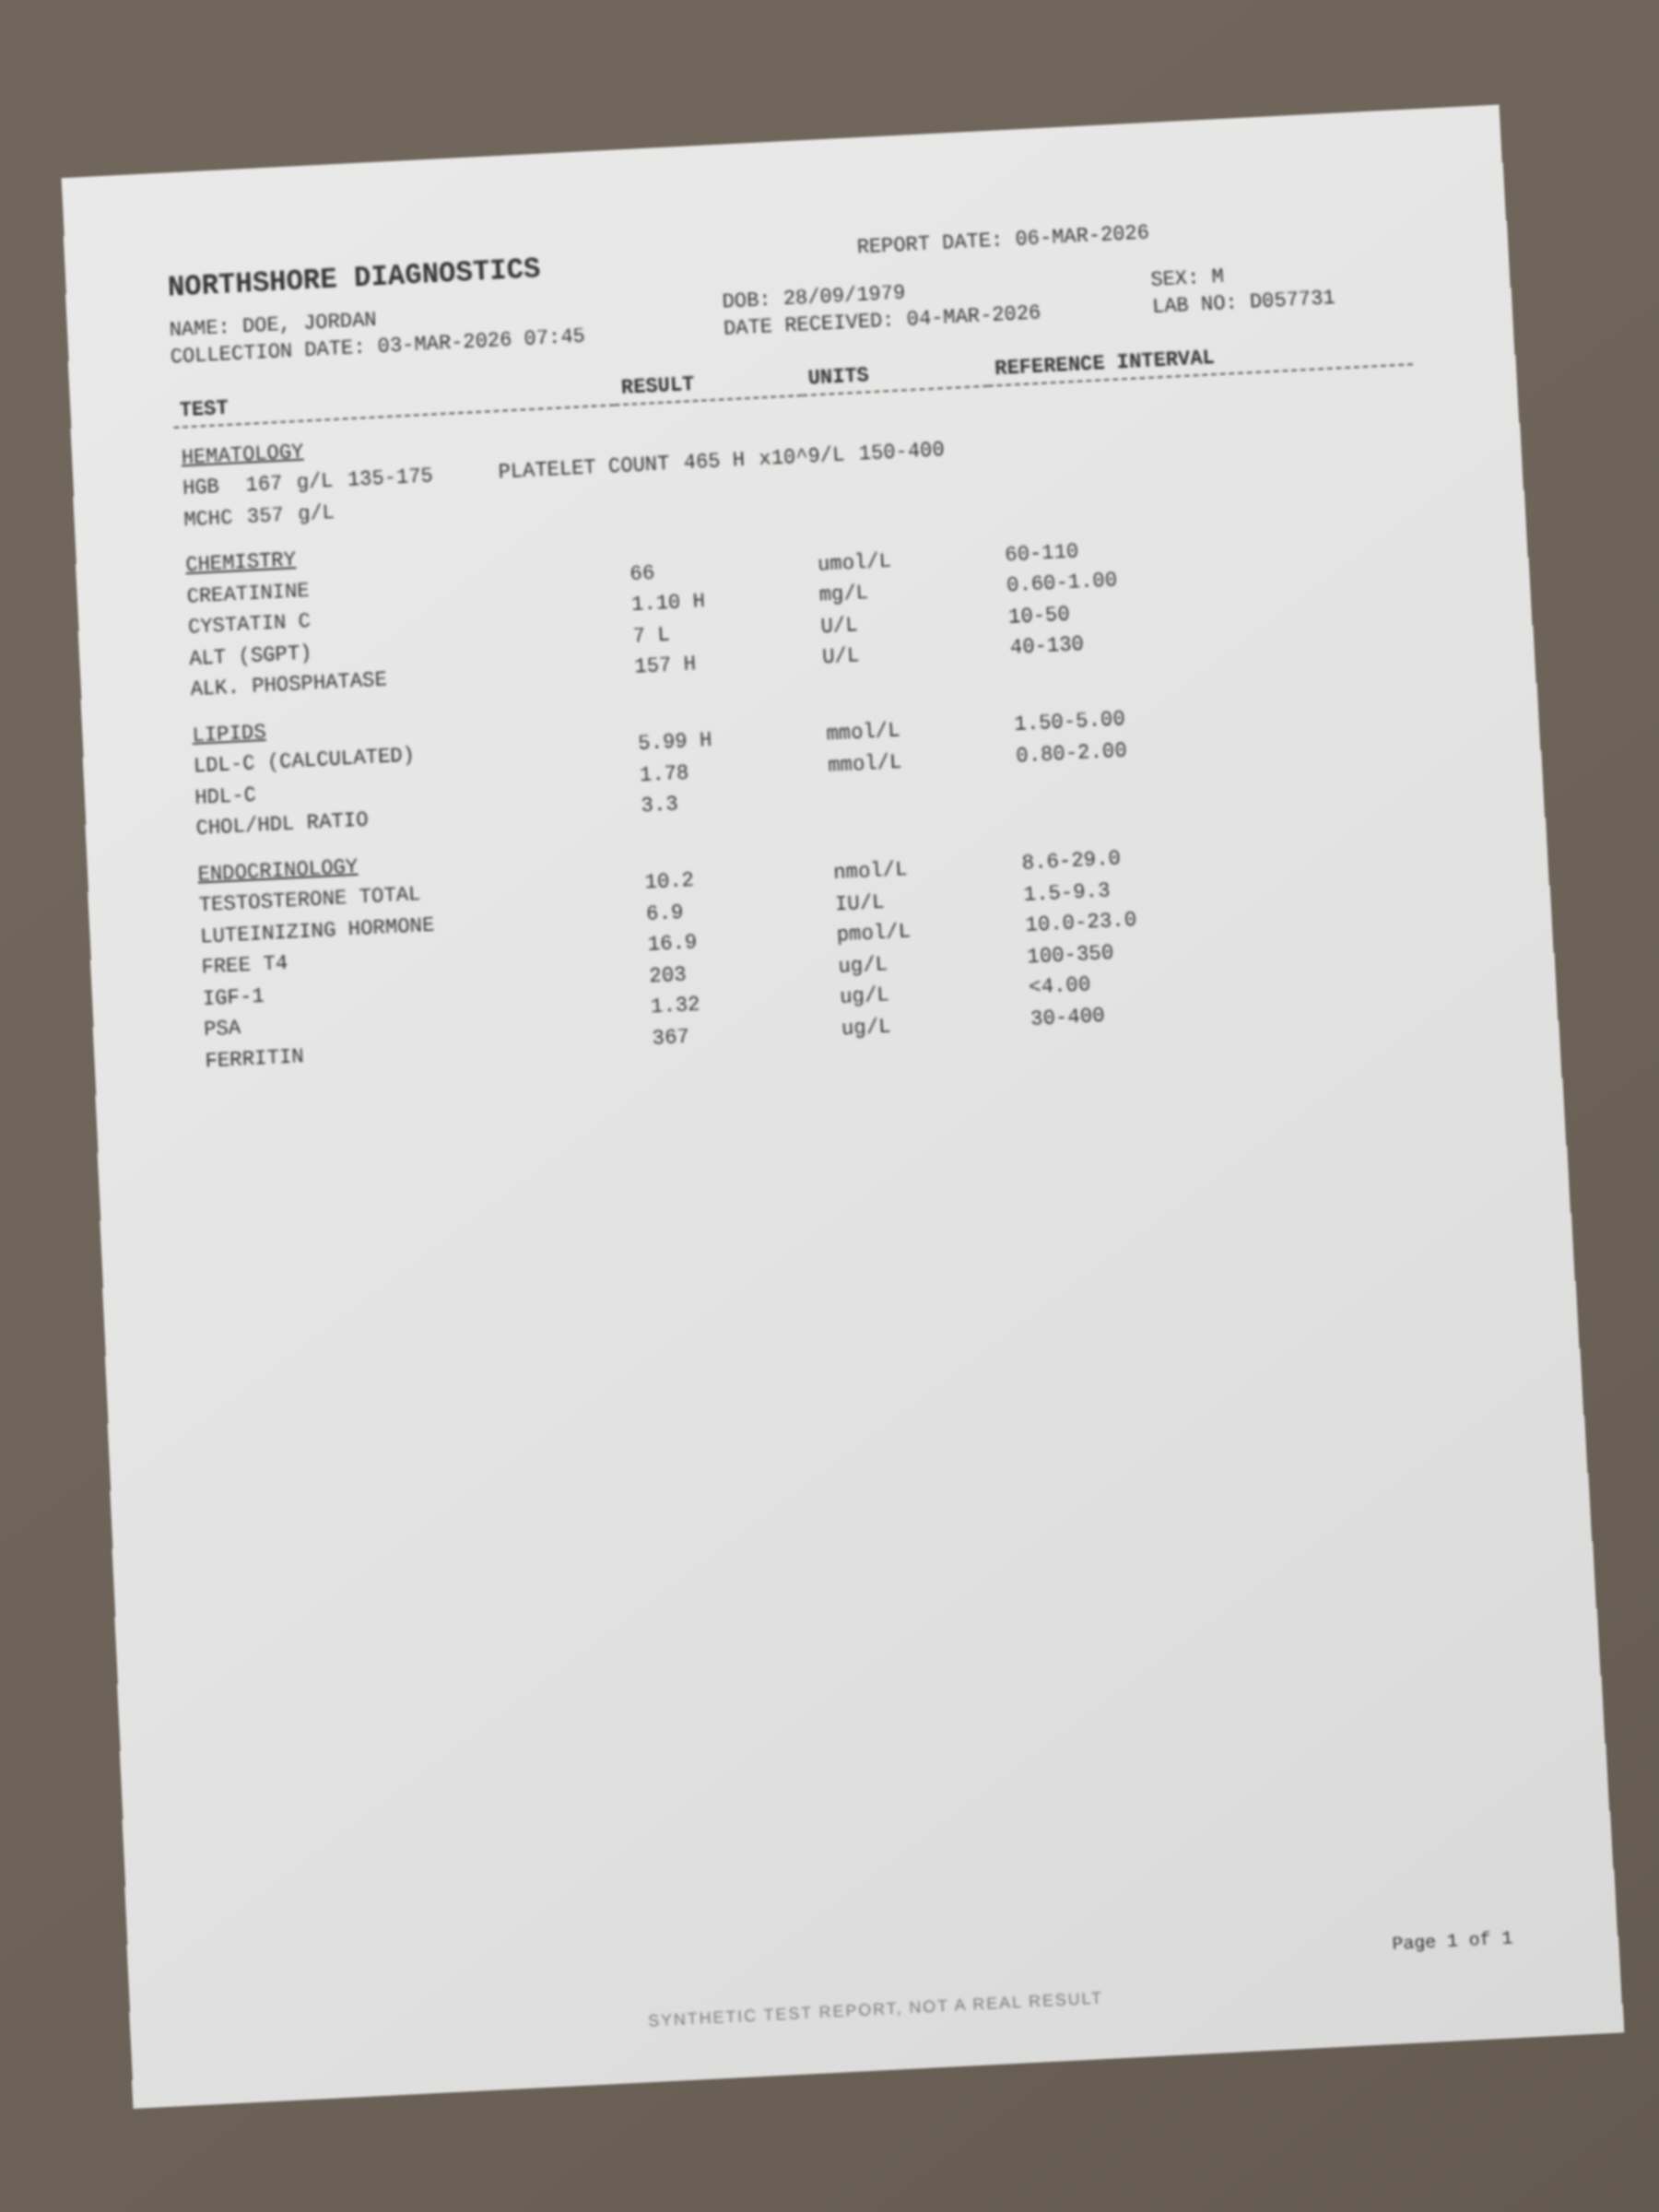 REPORT DATE: 06-MAR-2026
NORTHSHORE DIAGNOSTICS
NAME: DOE, JORDAN DOB: 28/09/1979 SEX: M
COLLECTION DATE: 03-MAR-2026 07:45 DATE RECEIVED: 04-MAR-2026 LAB NO: D057731
TEST RESULT UNITS REFERENCE INTERVAL
HEMATOLOGY
HGB 167 g/L 135-175 PLATELET COUNT 465 H x10^9/L 150-400
MCHC 357 g/L
CHEMISTRY
CREATININE 66 umol/L 60-110
CYSTATIN C 1.10 H mg/L 0.60-1.00
ALT (SGPT) 7 L U/L 10-50
ALK. PHOSPHATASE 157 H U/L 40-130
LIPIDS
LDL-C (CALCULATED) 5.99 H mmol/L 1.50-5.00
HDL-C 1.78 mmol/L 0.80-2.00
CHOL/HDL RATIO 3.3
ENDOCRINOLOGY
TESTOSTERONE TOTAL 10.2 nmol/L 8.6-29.0
LUTEINIZING HORMONE 6.9 IU/L 1.5-9.3
FREE T4 16.9 pmol/L 10.0-23.0
IGF-1 203 ug/L 100-350
PSA 1.32 ug/L <4.00
FERRITIN 367 ug/L 30-400
Page 1 of 1
SYNTHETIC TEST REPORT, NOT A REAL RESULT